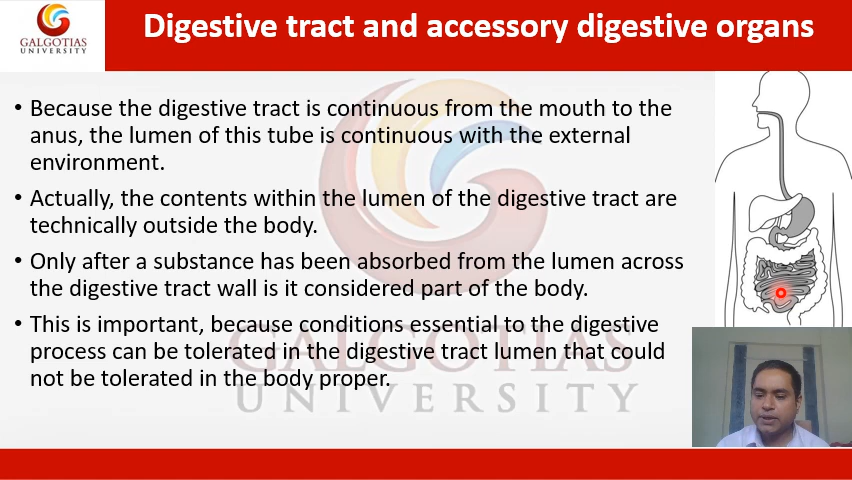 GALGOTIAS
UNIVERSITY
Digestive tract and accessory digestive organs
• Because the digestive tract is continuous from the mouth to the
anus, the lumen of this tube is continuous with the external
environment.
• Actually, the contents within the lumen of the digestive tract are
technically outside the body.
• Only after a substance has been absorbed from the lumen across
the digestive tract wall is it considered part of the body.
• This is important, because conditions essential to the digestive
process can be tolerated in the digestive tract lumen that could
not be tolerated in the body proper.
GALGOTIAS
UNIVERSITY